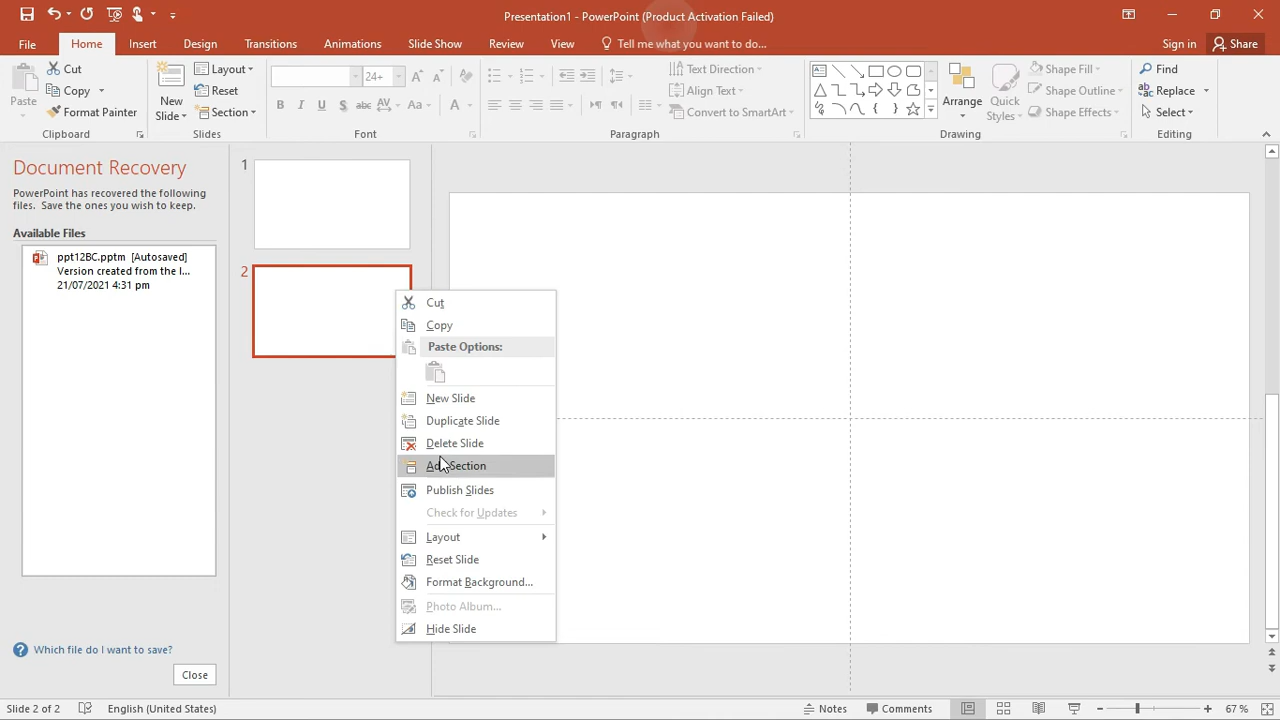 Presentation1 - PowerPoint (Product Activation Failed)
File Home Insert Design Transitions Animations Slide Show Review View Tell me what you want to do... Sign in Share
Paste Cut Copy Format Painter
New Slide Layout Reset Section
24+
B I U S abc AV Aa A
Text Direction Align Text Convert to SmartArt
Arrange Quick Styles Shape Fill Shape Outline Shape Effects
Find Replace Select
Clipboard Slides Font Paragraph Drawing Editing
Document Recovery
PowerPoint has recovered the following
files. Save the ones you wish to keep.
Available Files
ppt12BC.pptm [Autosaved]
Version created from the l...
21/07/2021 4:31 pm
Which file do I want to save?
Close
1
2
Cut
Copy
Paste Options:
New Slide
Duplicate Slide
Delete Slide
Add Section
Publish Slides
Check for Updates
Layout
Reset Slide
Format Background...
Photo Album...
Hide Slide
Slide 2 of 2 English (United States) Notes Comments 67 %